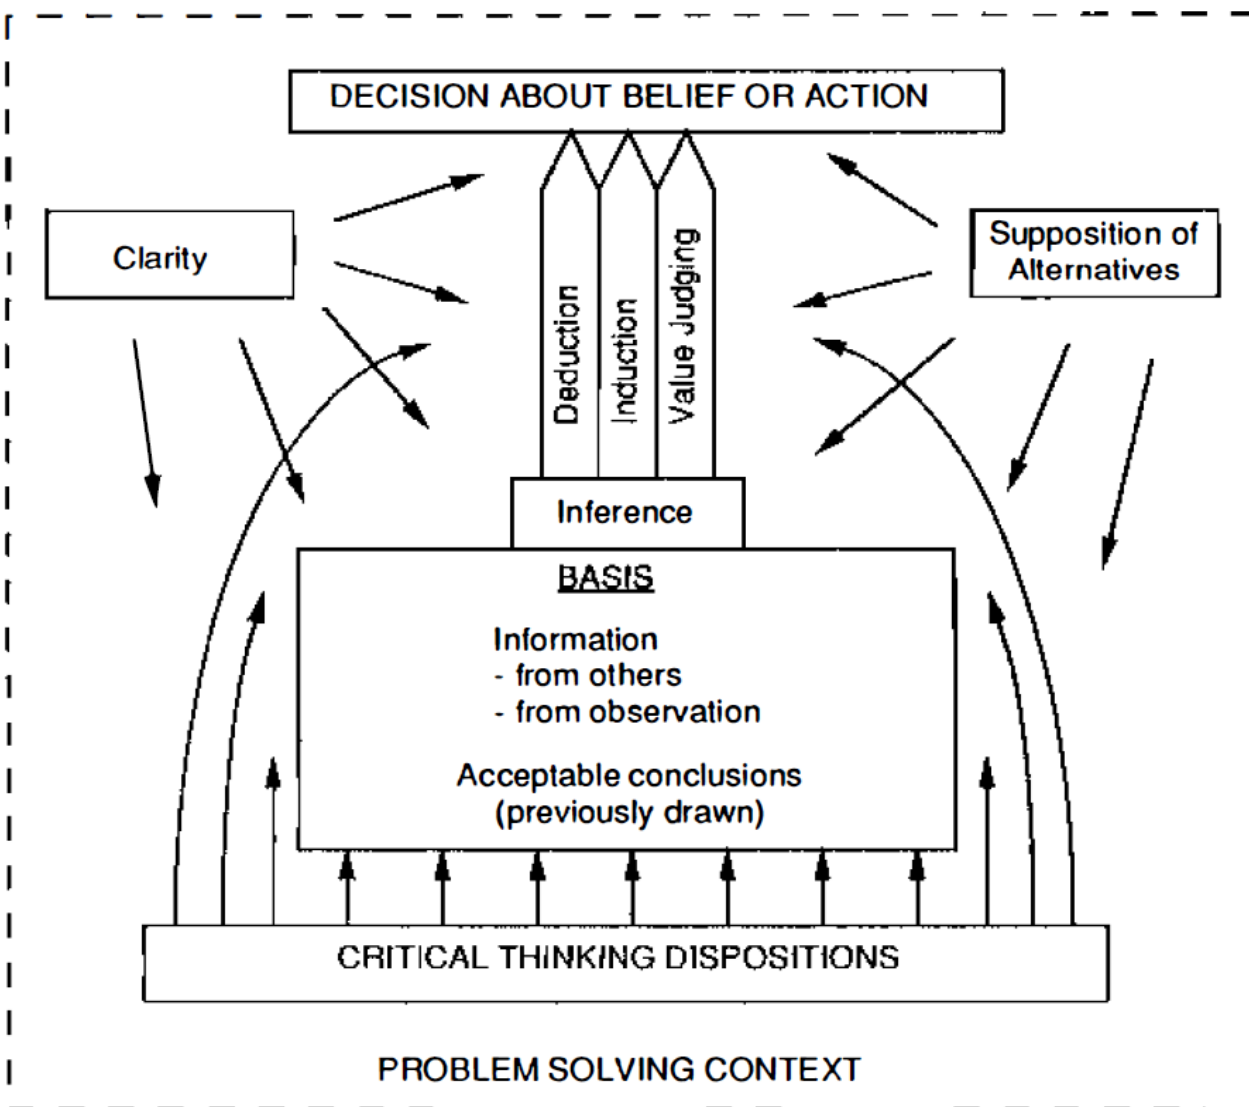 DECISION ABOUT BELIEF OR ACTION
Clarity
Supposition of
Alternatives
Deduction
Induction
Value Judging
Inference
BASIS
Information
- from others
- from observation
Acceptable conclusions
(previously drawn)
CRITICAL THINKING DISPOSITIONS
PROBLEM SOLVING CONTEXT